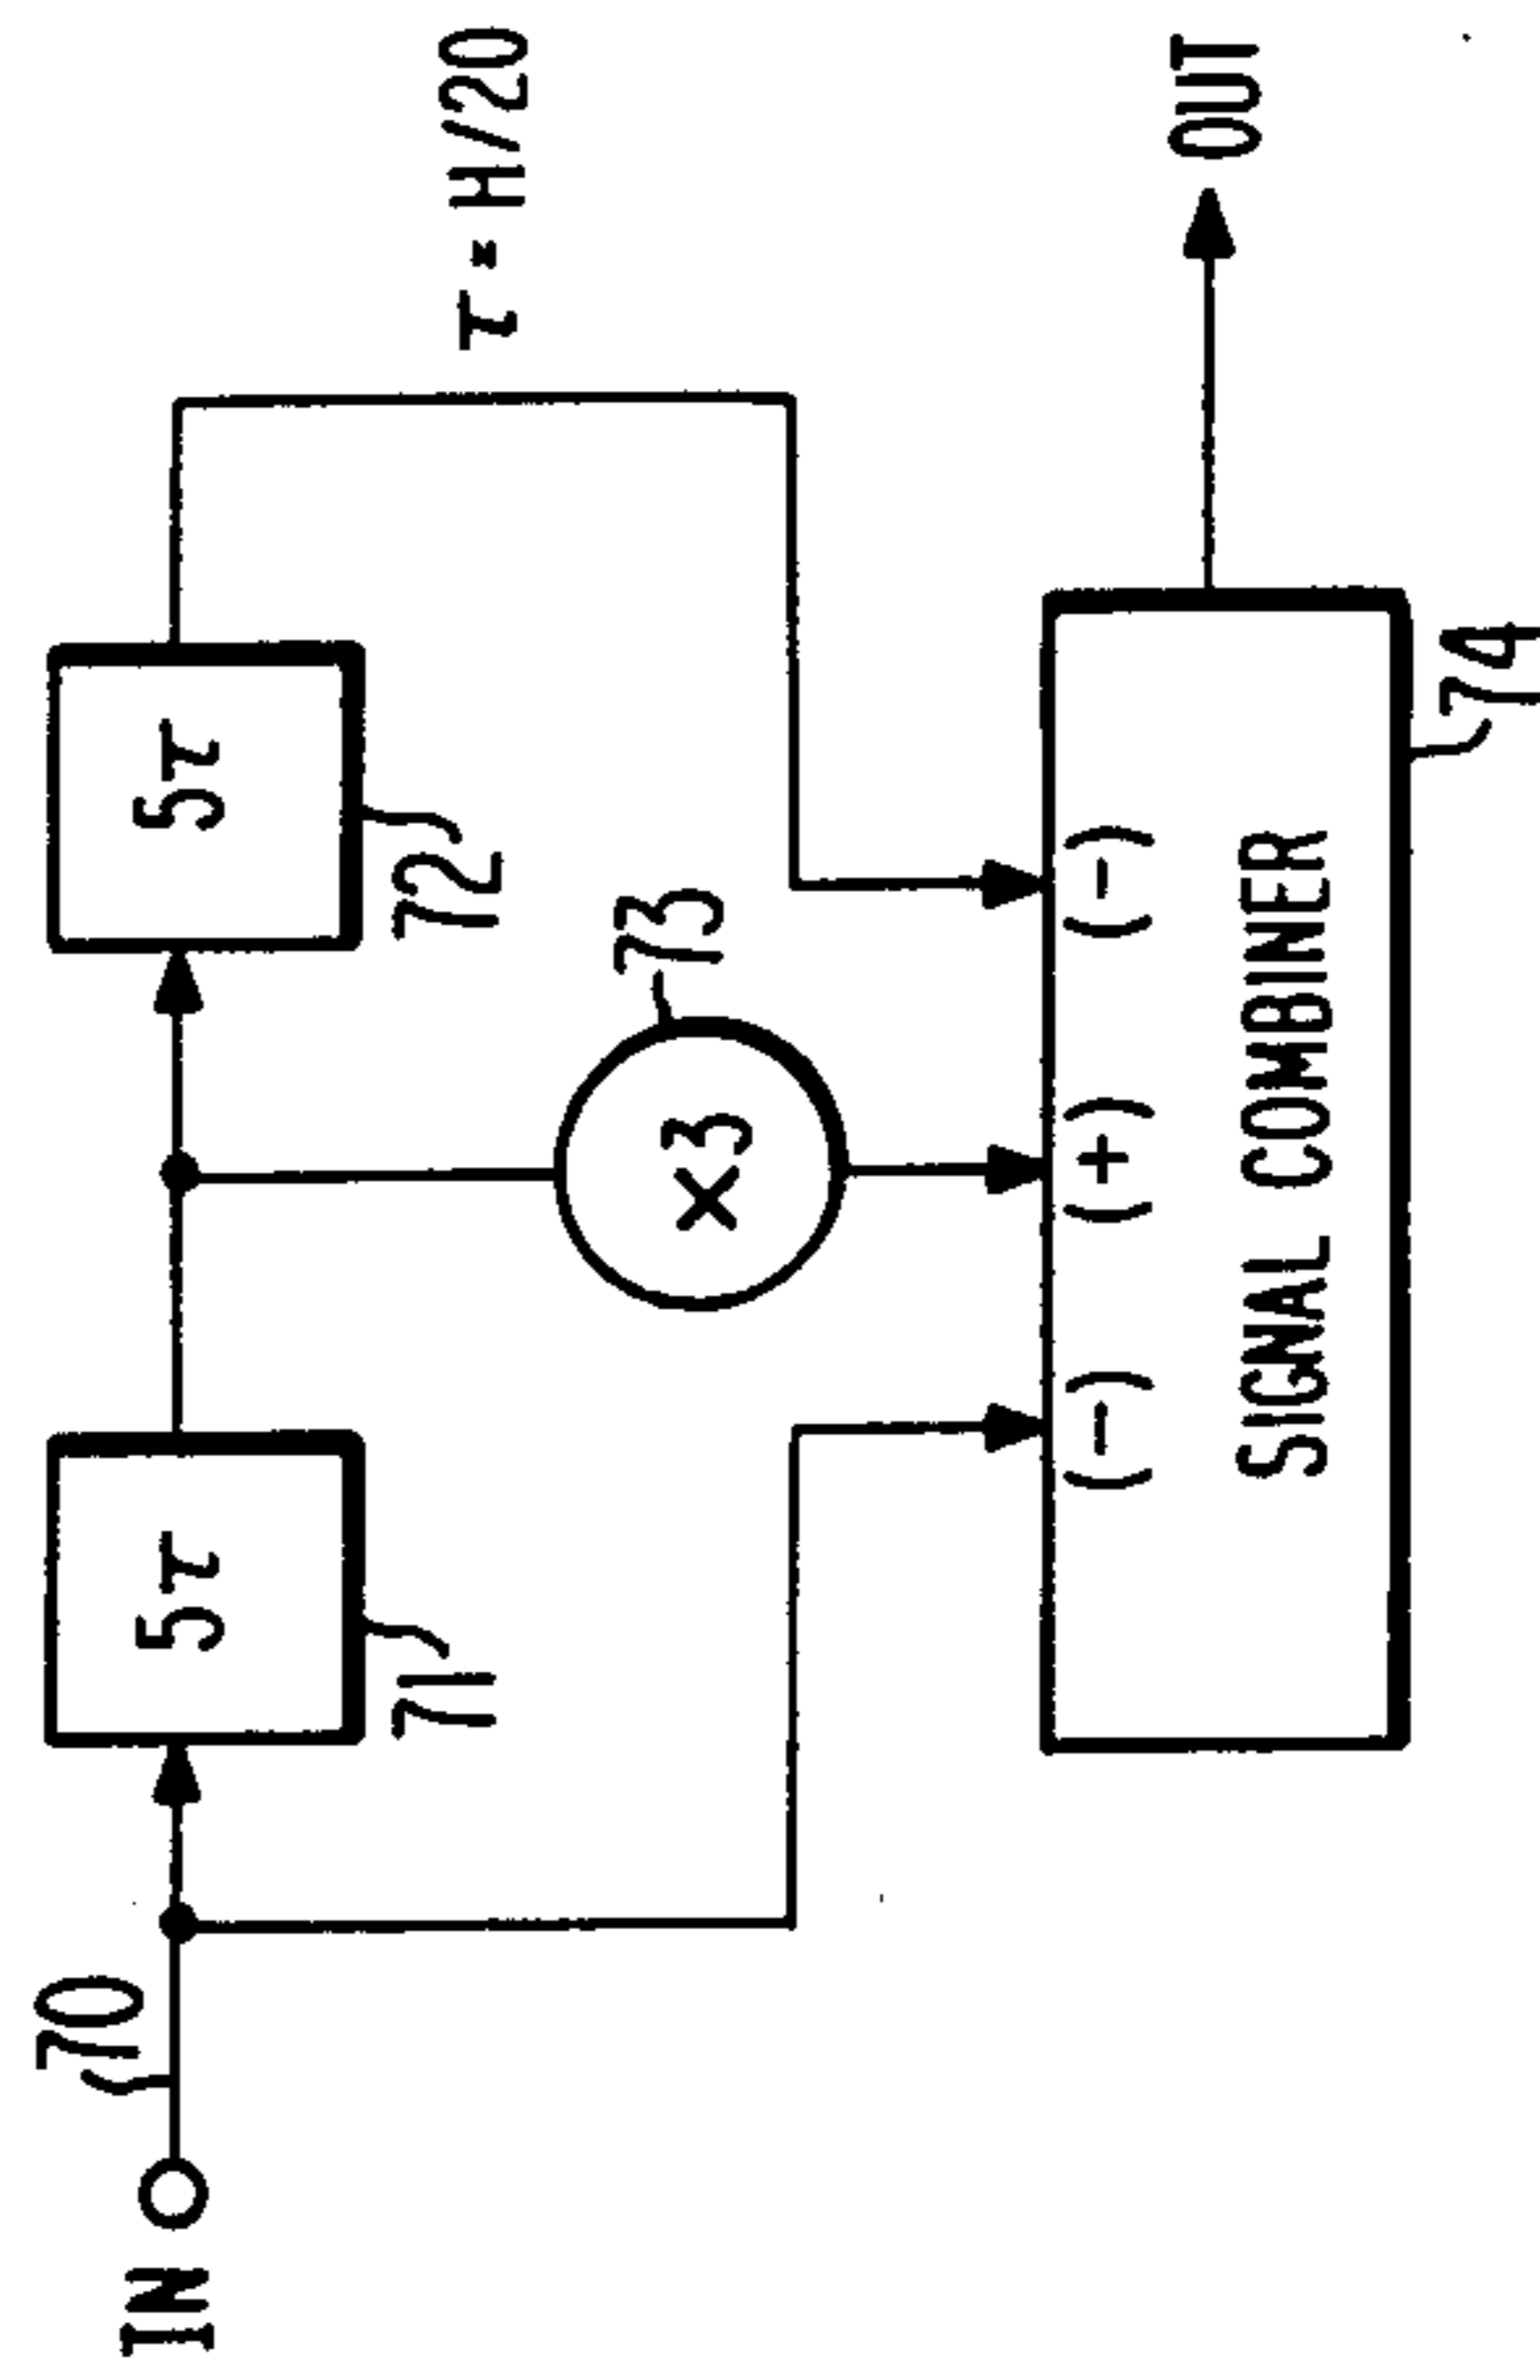 70
IN
5τ
71
5τ
72
×3
73
τ = H/20
(-)
(+)
(-)
SIGNAL COMBINER
74
OUT